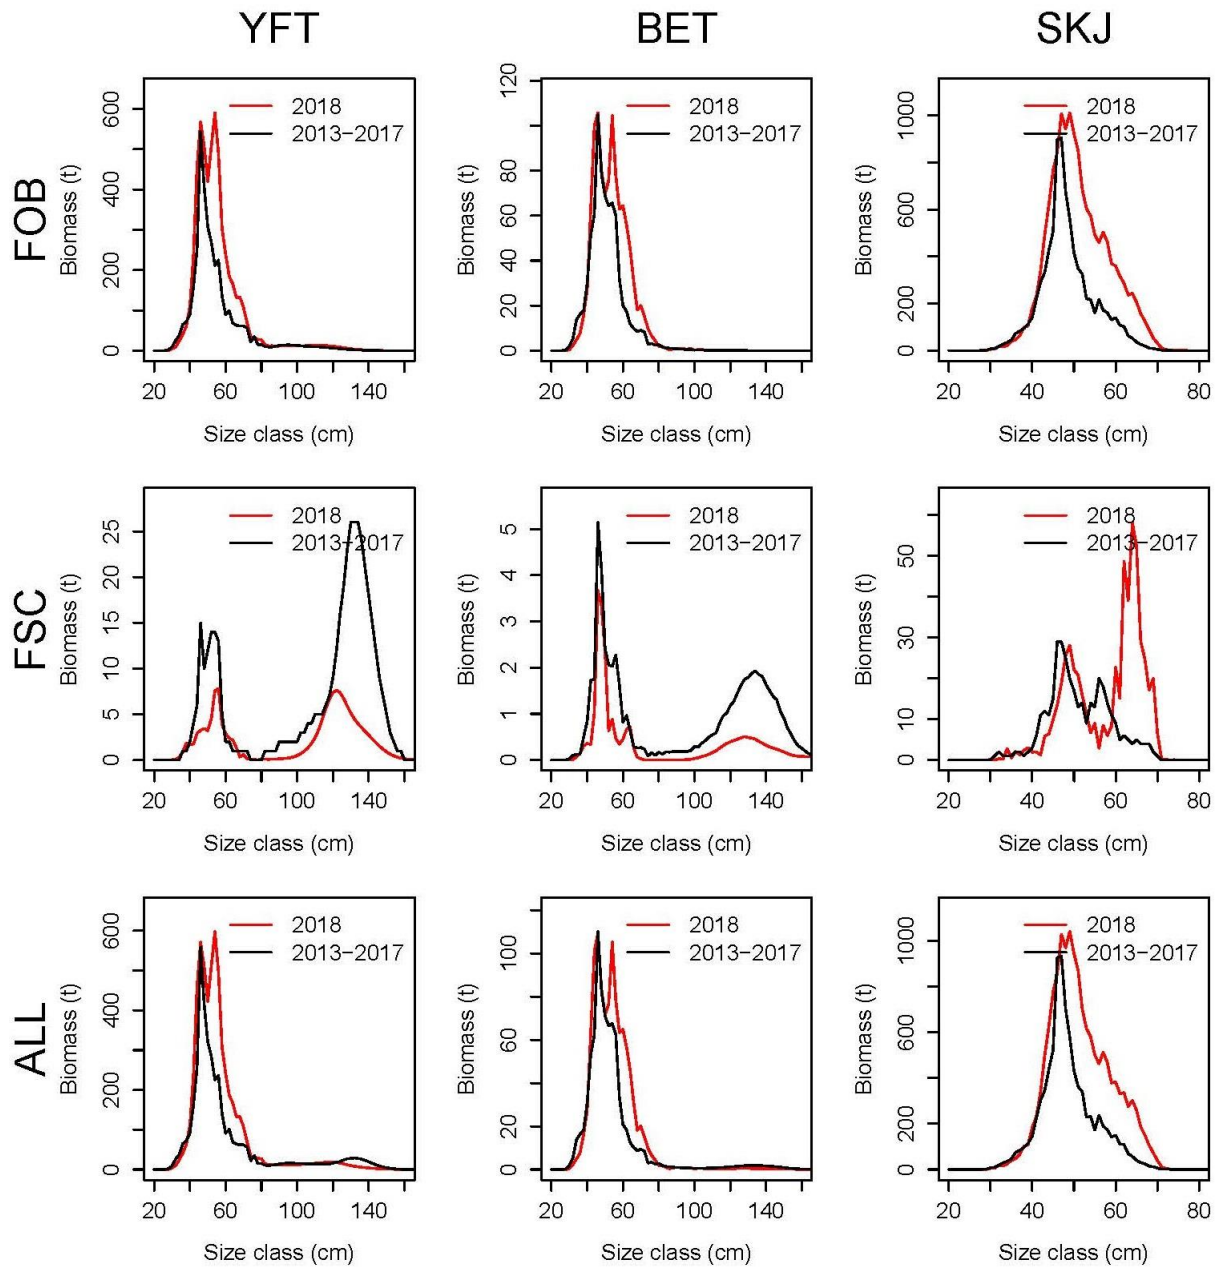 YFT BET SKJ
FOB
Biomass (t)
0 200 400 600
2018
2013-2017
20 60 100 140
Size class (cm)
Biomass (t)
0 20 40 60 80 100 120
2018
2013-2017
20 60 100 140
Size class (cm)
Biomass (t)
0 200 600 1000
2018
2013-2017
20 40 60 80
Size class (cm)
FSC
Biomass (t)
0 5 10 15 20 25
2018
2013-2017
20 60 100 140
Size class (cm)
Biomass (t)
0 1 2 3 4 5
2018
2013-2017
20 60 100 140
Size class (cm)
Biomass (t)
0 10 30 50
2018
2013-2017
20 40 60 80
Size class (cm)
ALL
Biomass (t)
0 200 400 600
2018
2013-2017
20 60 100 140
Size class (cm)
Biomass (t)
0 20 60 100
2018
2013-2017
20 60 100 140
Size class (cm)
Biomass (t)
0 200 600 1000
2018
2013-2017
20 40 60 80
Size class (cm)